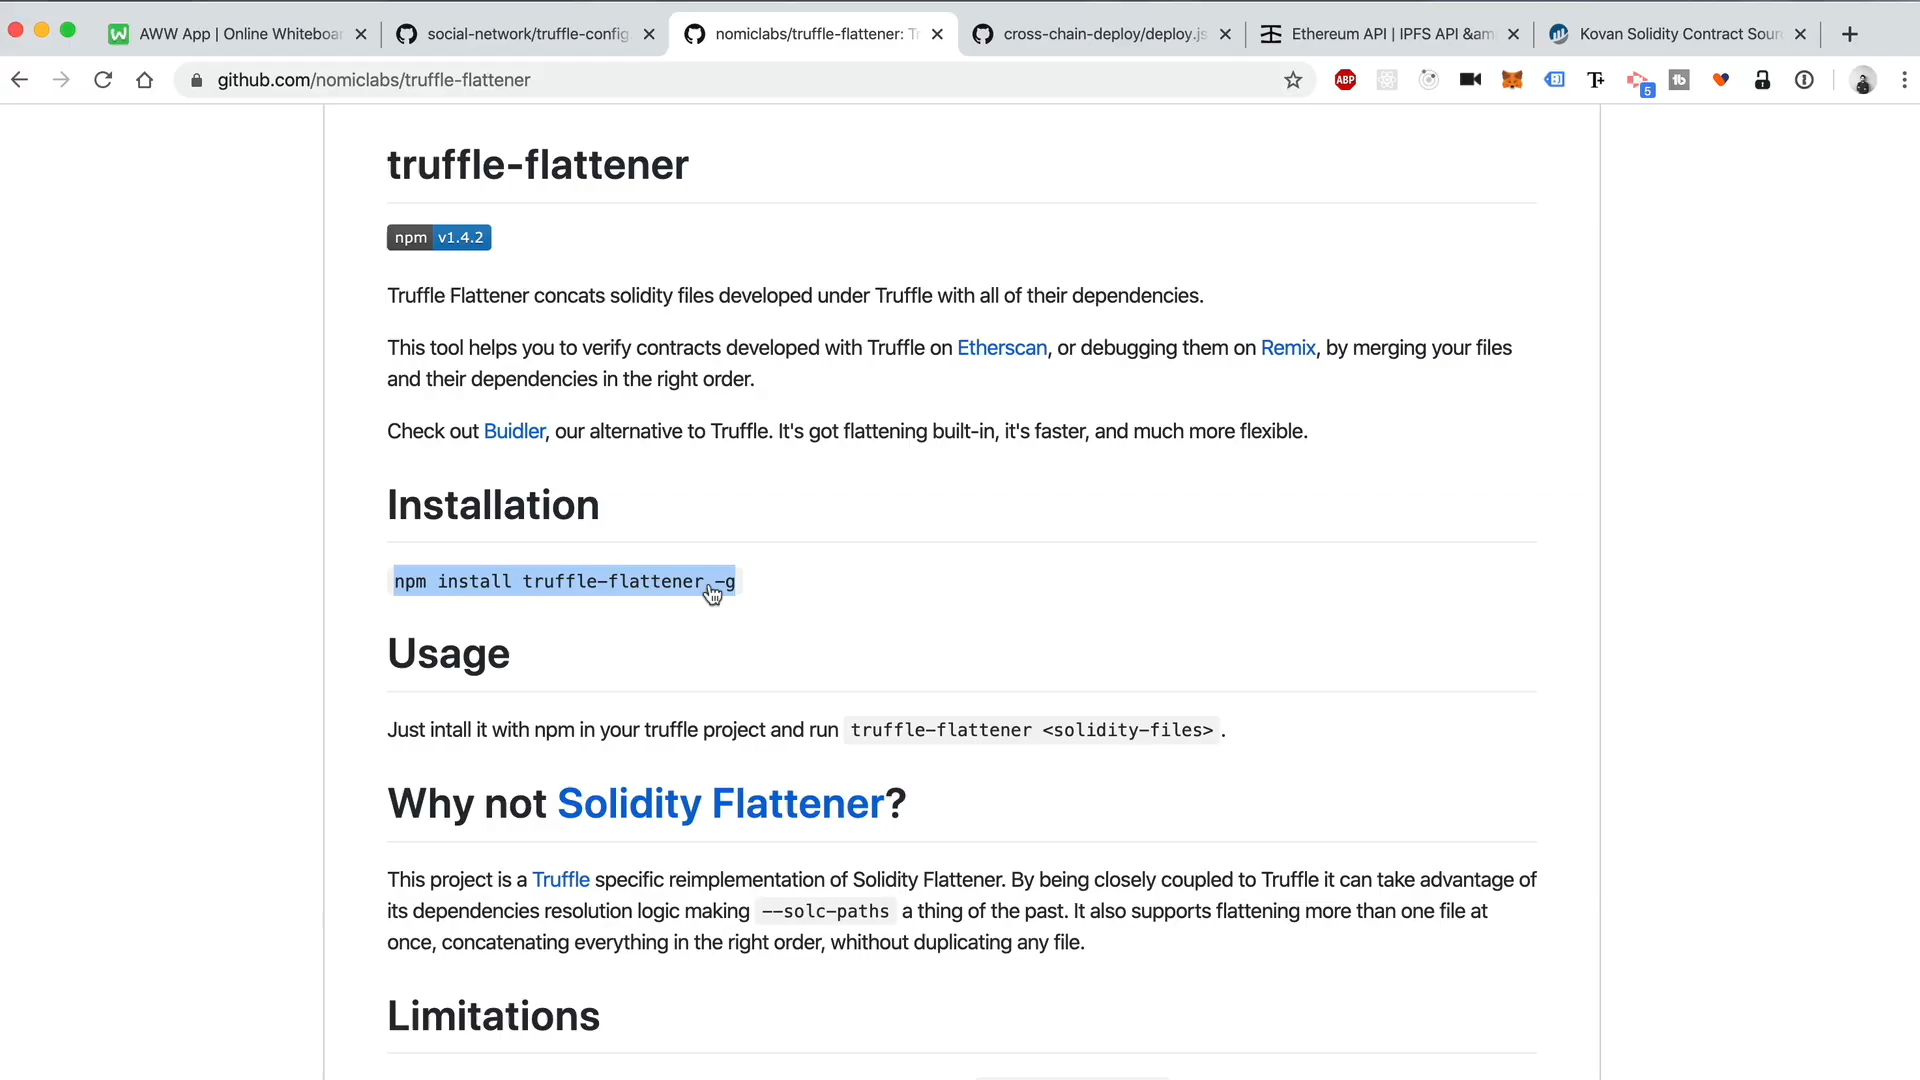 AWW App | Online Whiteboar
social-network/truffle-config.
nomiclabs/truffle-flattener: Tr
cross-chain-deploy/deploy.js
Ethereum API | IPFS API &am
Kovan Solidity Contract Sour
github.com/nomiclabs/truffle-flattener
ABP
T
5
tb
truffle-flattener
npm v1.4.2
Truffle Flattener concats solidity files developed under Truffle with all of their dependencies.
This tool helps you to verify contracts developed with Truffle on Etherscan, or debugging them on Remix, by merging your files
and their dependencies in the right order.
Check out Buidler, our alternative to Truffle. It's got flattening built-in, it's faster, and much more flexible.
Installation
npm install truffle-flattener -g
Usage
Just intall it with npm in your truffle project and run truffle-flattener <solidity-files> .
Why not Solidity Flattener?
This project is a Truffle specific reimplementation of Solidity Flattener. By being closely coupled to Truffle it can take advantage of
its dependencies resolution logic making --solc-paths a thing of the past. It also supports flattening more than one file at
once, concatenating everything in the right order, whithout duplicating any file.
Limitations